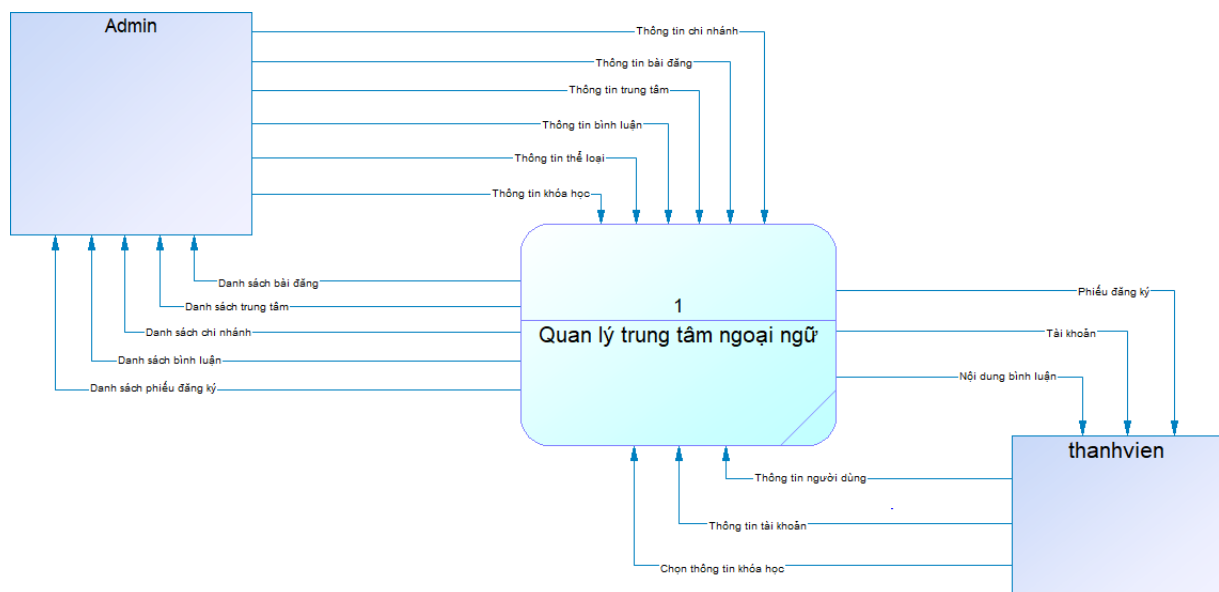 Admin
Thông tin chi nhánh
Thông tin bài đăng
Thông tin trung tâm
Thông tin bình luận
Thông tin thể loại
Thông tin khóa học
Danh sách bài đăng
Danh sách trung tâm
Danh sách chi nhánh
Danh sách bình luận
Danh sách phiếu đăng ký
1
Quan lý trung tâm ngoại ngữ
Phiếu đăng ký
Tài khoản
Nội dung bình luận
thanhvien
Thông tin người dùng
Thông tin tài khoản
Chọn thông tin khóa học